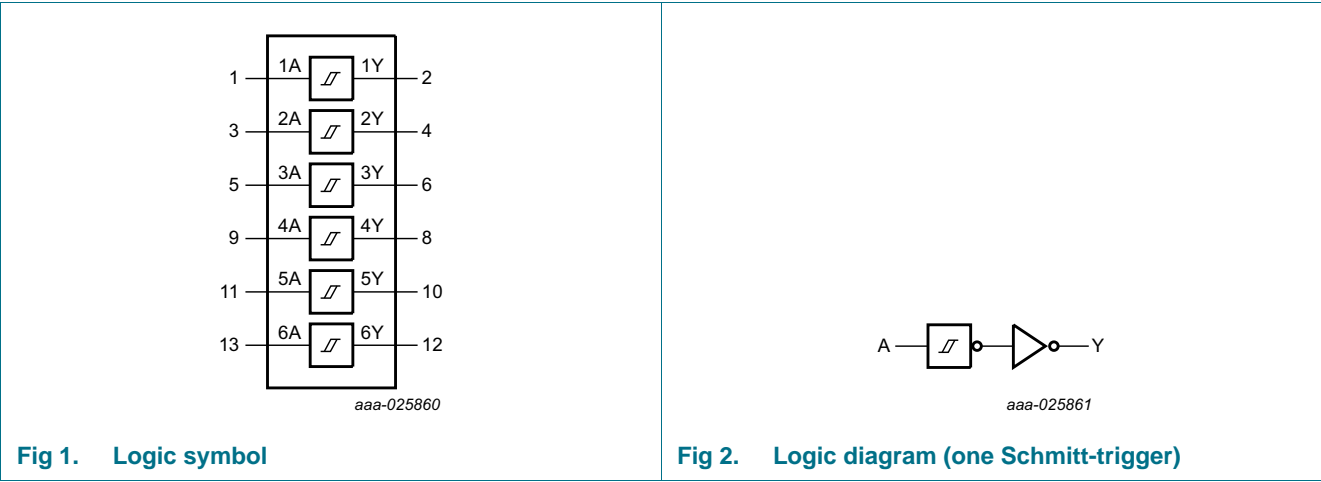 1 1A 1Y 2
3 2A 2Y 4
5 3A 3Y 6
9 4A 4Y 8
11 5A 5Y 10
13 6A 6Y 12
aaa-025860
Fig 1. Logic symbol
A Y
aaa-025861
Fig 2. Logic diagram (one Schmitt-trigger)